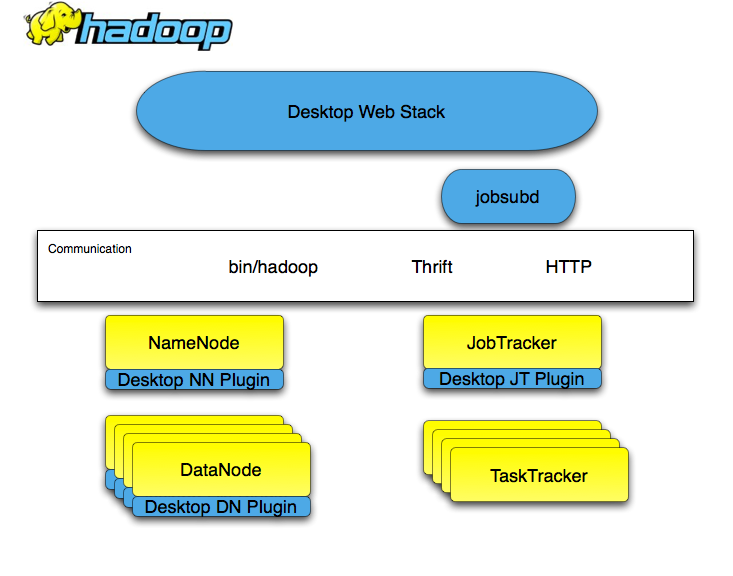 hadoop
Desktop Web Stack
jobsubd
Communication
bin/hadoop Thrift HTTP
NameNode JobTracker
Desktop NN Plugin Desktop JT Plugin
DataNode TaskTracker
Desktop DN Plugin